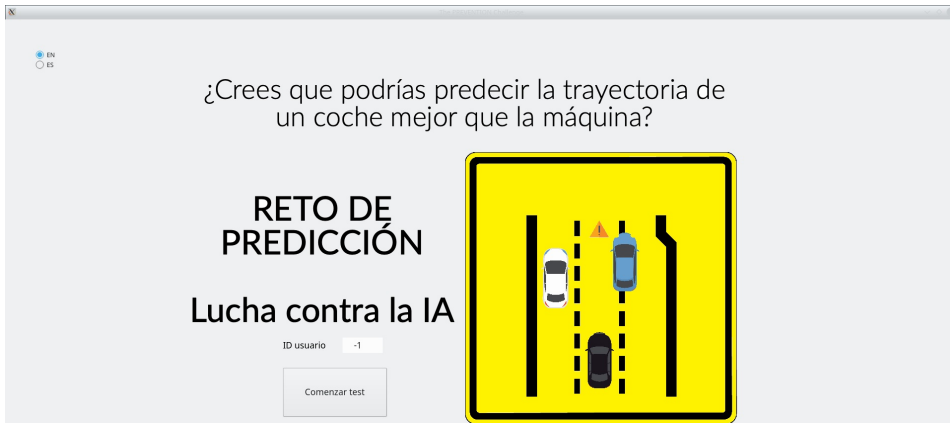 EN
ES
¿Crees que podrías predecir la trayectoria de
un coche mejor que la máquina?
RETO DE
PREDICCIÓN
Lucha contra la IA
ID usuario -1
Comenzar test